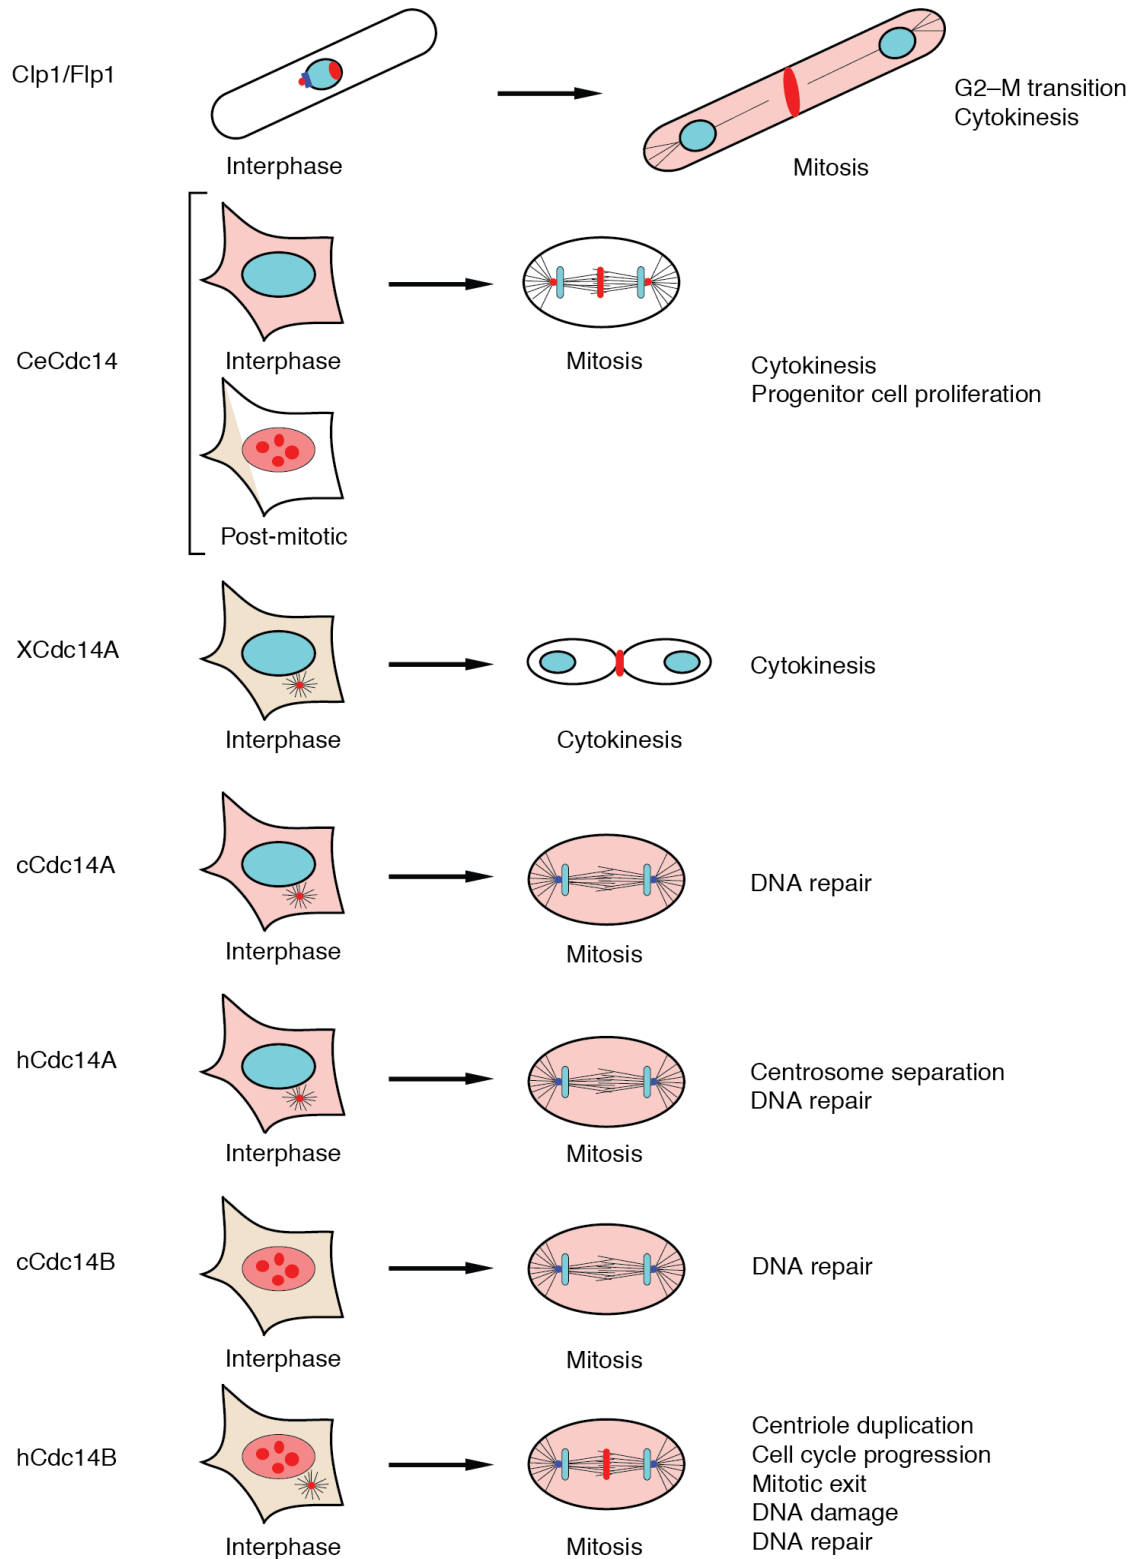 Clp1/Flp1
Interphase
Mitosis
G2–M transition
Cytokinesis
CeCdc14
Interphase
Mitosis
Post-mitotic
Cytokinesis
Progenitor cell proliferation
XCdc14A
Interphase
Cytokinesis
Cytokinesis
cCdc14A
Interphase
Mitosis
DNA repair
hCdc14A
Interphase
Mitosis
Centrosome separation
DNA repair
cCdc14B
Interphase
Mitosis
DNA repair
hCdc14B
Interphase
Mitosis
Centriole duplication
Cell cycle progression
Mitotic exit
DNA damage
DNA repair